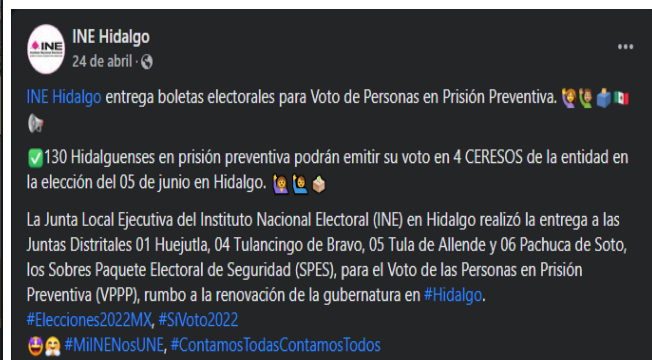 INE Hidalgo
24 de abril ·
INE
INE Hidalgo entrega boletas electorales para Voto de Personas en Prisión Preventiva. 🙋🙋🗳️🇲🇽
📢
✅130 Hidalguenses en prisión preventiva podrán emitir su voto en 4 CERESOS de la entidad en
la elección del 05 de junio en Hidalgo. 🙋‍♀️🙋‍♂️🗳️
La Junta Local Ejecutiva del Instituto Nacional Electoral (INE) en Hidalgo realizó la entrega a las
Juntas Distritales 01 Huejutla, 04 Tulancingo de Bravo, 05 Tula de Allende y 06 Pachuca de Soto,
los Sobres Paquete Electoral de Seguridad (SPES), para el Voto de las Personas en Prisión
Preventiva (VPPP), rumbo a la renovación de la gubernatura en #Hidalgo.
#Elecciones2022MX, #SíVoto2022
🤩🤗 #MiINENosUNE, #ContamosTodasContamosTodos